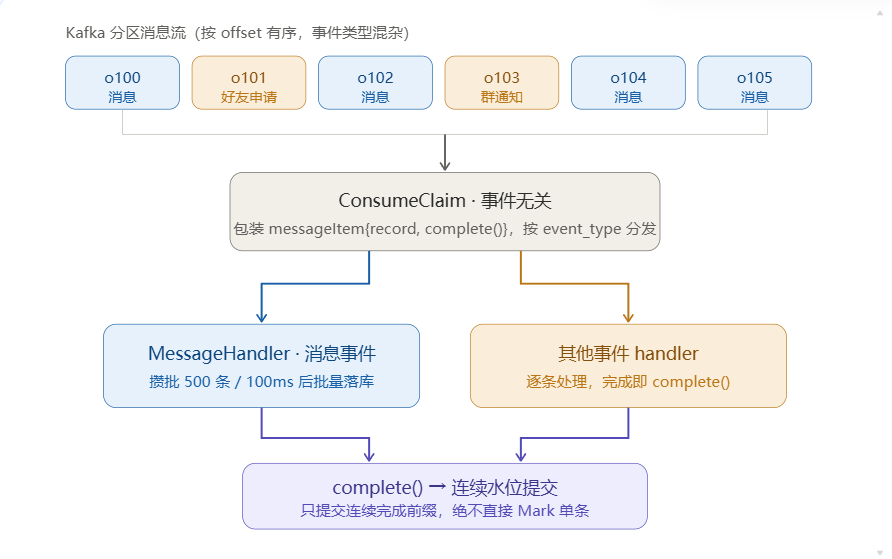 Kafka 分区消息流（按 offset 有序，事件类型混杂）
o100
消息
o101
好友申请
o102
消息
o103
群通知
o104
消息
o105
消息
ConsumeClaim · 事件无关
包装 messageItem{record, complete()}，按 event_type 分发
MessageHandler · 消息事件
攒批 500 条 / 100ms 后批量落库
其他事件 handler
逐条处理，完成即 complete()
complete() → 连续水位提交
只提交连续完成前缀，绝不直接 Mark 单条